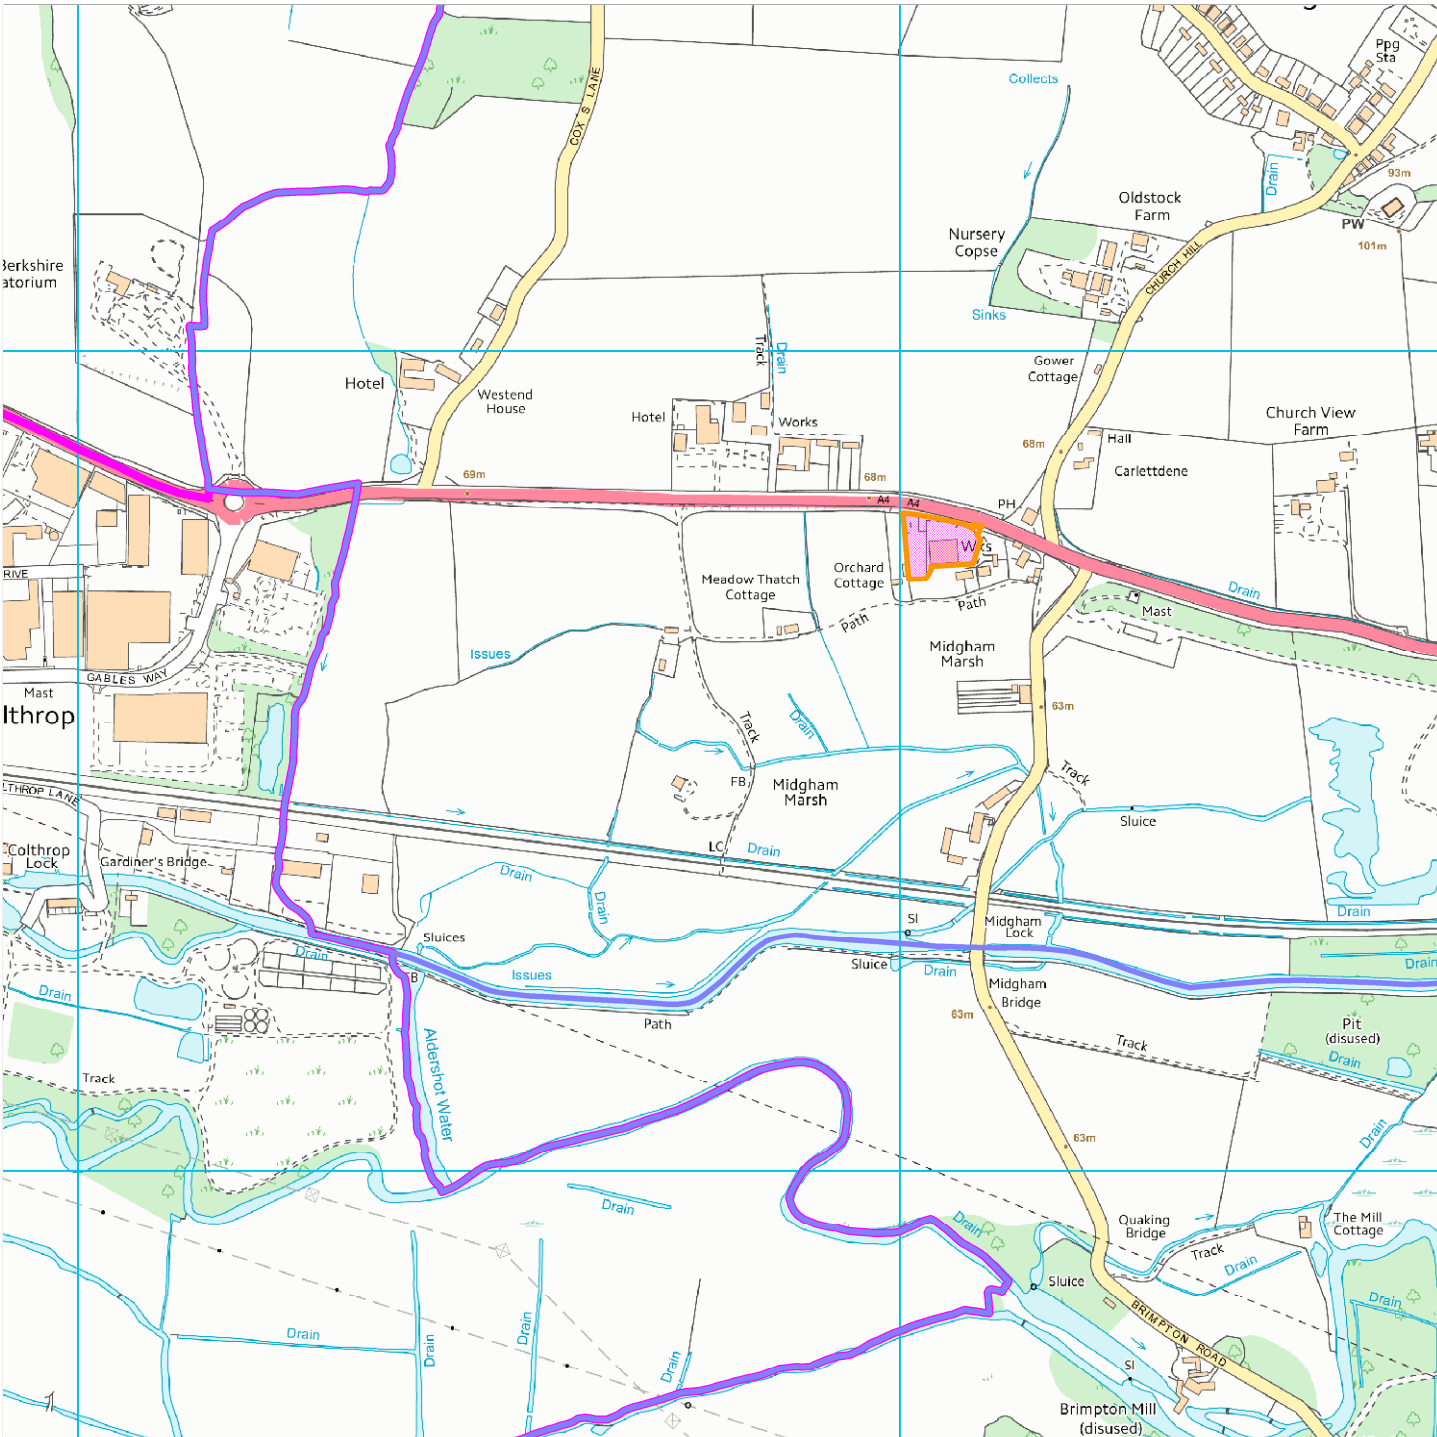 Ppg
Sta
COX'S LANE
Collects
Drain
93m
Oldstock
Farm
PW
101m
Nursery
Copse
CHURCH HILL
Berkshire
atorium
Sinks
Track
Drain
Gower
Cottage
Hotel
Westend
House
Hotel
Works
Church View
Farm
68m
Hall
Carlettdene
69m
68m
A4
A4
PH
Wks
RIVE
Meadow Thatch
Cottage
Orchard
Cottage
Path
Path
Drain
Mast
Issues
Midgham
Marsh
GABLES WAY
Mast
lthrop
63m
Track
Drain
Track
FB
Midgham
Marsh
LTHROP LANE
Sluice
Colthrop
Lock
Gardiner's Bridge
LC
Drain
Drain
Drain
Drain
Sl
Midgham
Lock
Sluices
Drain
Issues
Sluice
Drain
Drain
FB
Midgham
Bridge
Drain
63m
Path
Pit
(disused)
Track
Drain
Aldershot Water
Track
Drain
63m
Drain
Drain
Quaking
Bridge
The Mill
Cottage
Track
Drain
Sluice
Drain
BRIMPTON ROAD
Drain
Drain
Drain
Drain
Sl
Brimpton Mill
(disused)